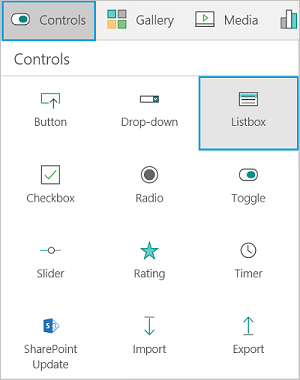 Controls Gallery Media
Controls
Button Drop-down Listbox
Checkbox Radio Toggle
Slider Rating Timer
SharePoint Import Export
Update